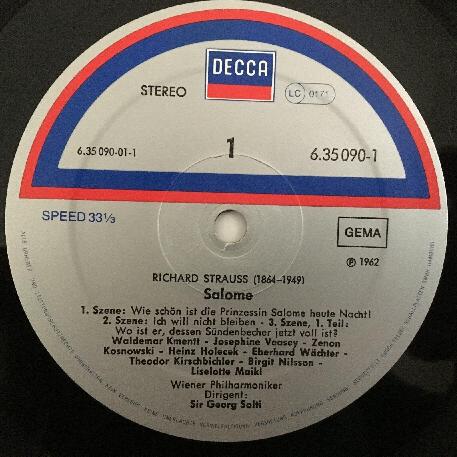 DECCA
STEREO
LC 0171
6.35 090-01-1
1
6.35 090-1
SPEED 33⅓
GEMA
℗ 1962
RICHARD STRAUSS (1864-1949)
Salome
1. Szene: Wie schön ist die Prinzessin Salome heute Nacht!
2. Szene: Ich will nicht bleiben - 3. Szene, 1. Teil:
Wo ist er, dessen Sündenbecher jetzt voll ist?
Waldemar Kmentt - Josephine Veasey - Zenon
Kosnowski - Heinz Holecek - Eberhard Wächter -
Theodor Kirschbichler - Birgit Nilsson -
Liselotte Maikl
Wiener Philharmoniker
Dirigent:
Sir Georg Solti